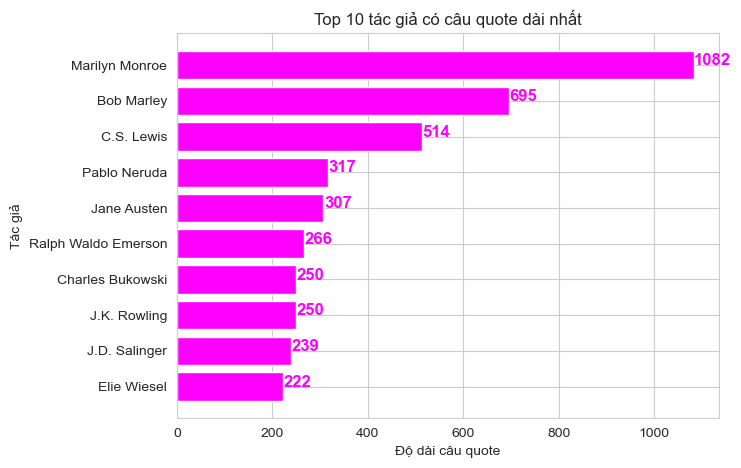 Top 10 tác giả có câu quote dài nhất
Tác giả
Marilyn Monroe 1082
Bob Marley 695
C.S. Lewis 514
Pablo Neruda 317
Jane Austen 307
Ralph Waldo Emerson 266
Charles Bukowski 250
J.K. Rowling 250
J.D. Salinger 239
Elie Wiesel 222
0 200 400 600 800 1000
Độ dài câu quote